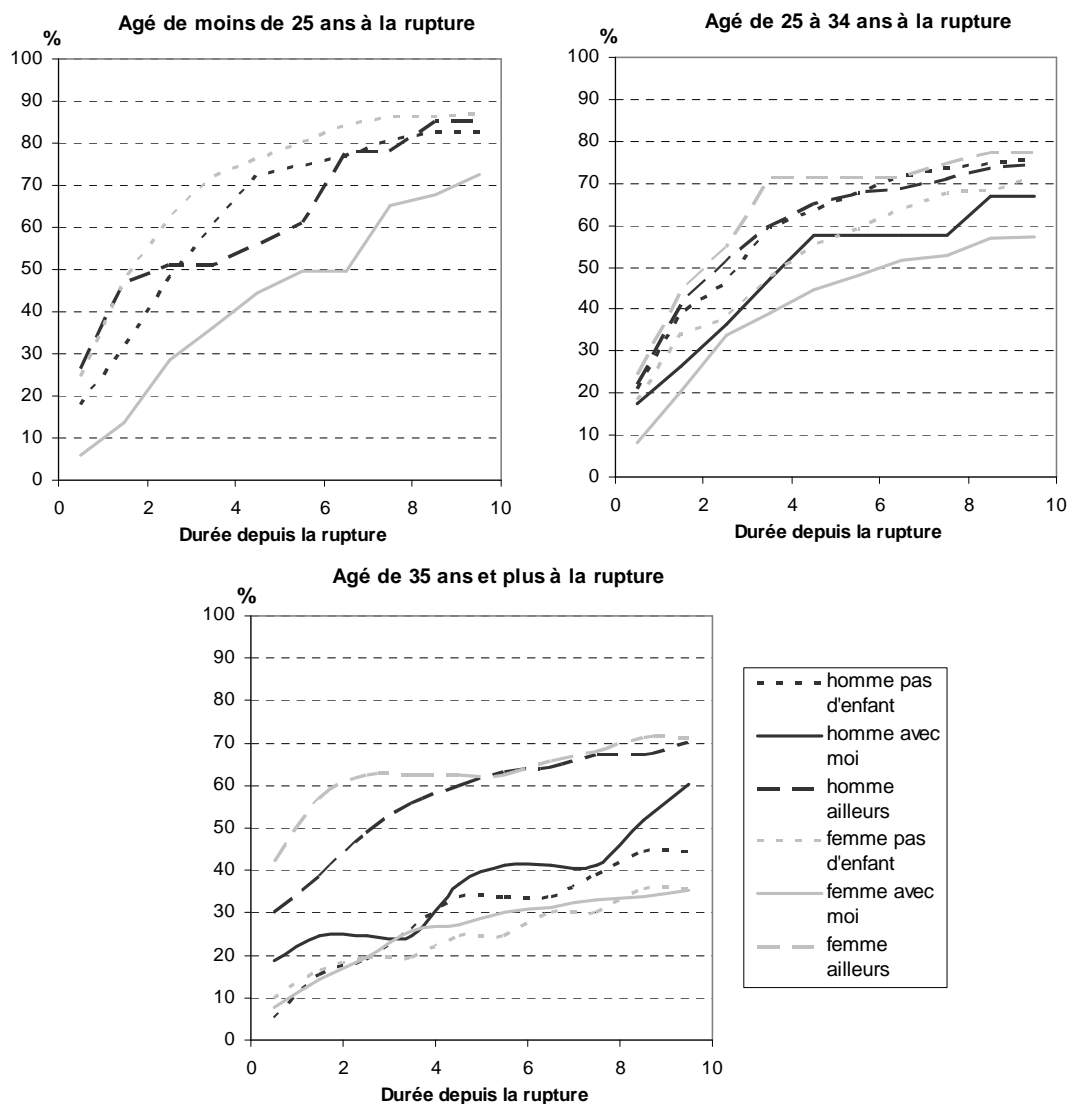 Agé de moins de 25 ans à la rupture
%
100
90
80
70
60
50
40
30
20
10
0
0 2 4 6 8 10
Durée depuis la rupture
Agé de 25 à 34 ans à la rupture
%
100
90
80
70
60
50
40
30
20
10
0
0 2 4 6 8 10
Durée depuis la rupture
Agé de 35 ans et plus à la rupture
%
100
90
80
70
60
50
40
30
20
10
0
0 2 4 6 8 10
Durée depuis la rupture
homme pas
d'enfant
homme avec
moi
homme
ailleurs
femme pas
d'enfant
femme avec
moi
femme
ailleurs